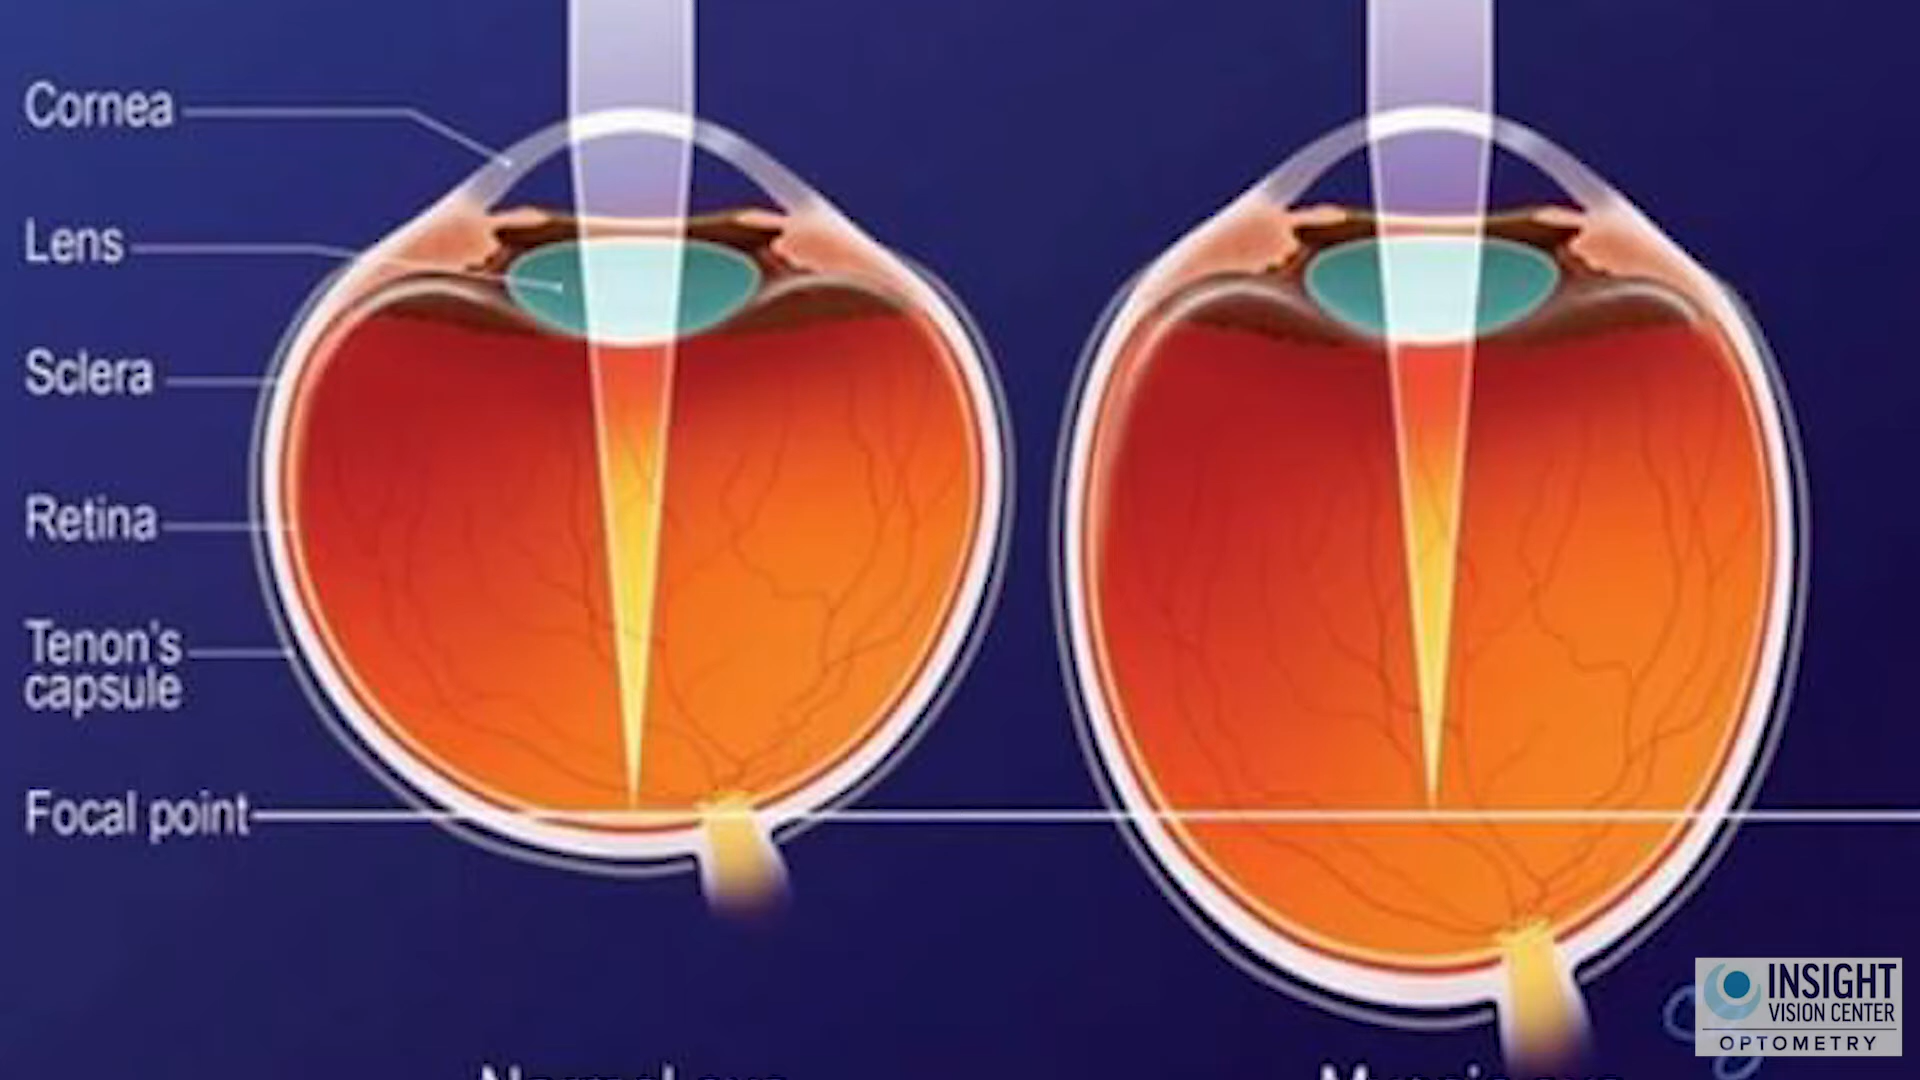 Cornea
Lens
Sclera
Retina
Tenon's
capsule
Focal point
INSIGHT
VISION CENTER
OPTOMETRY